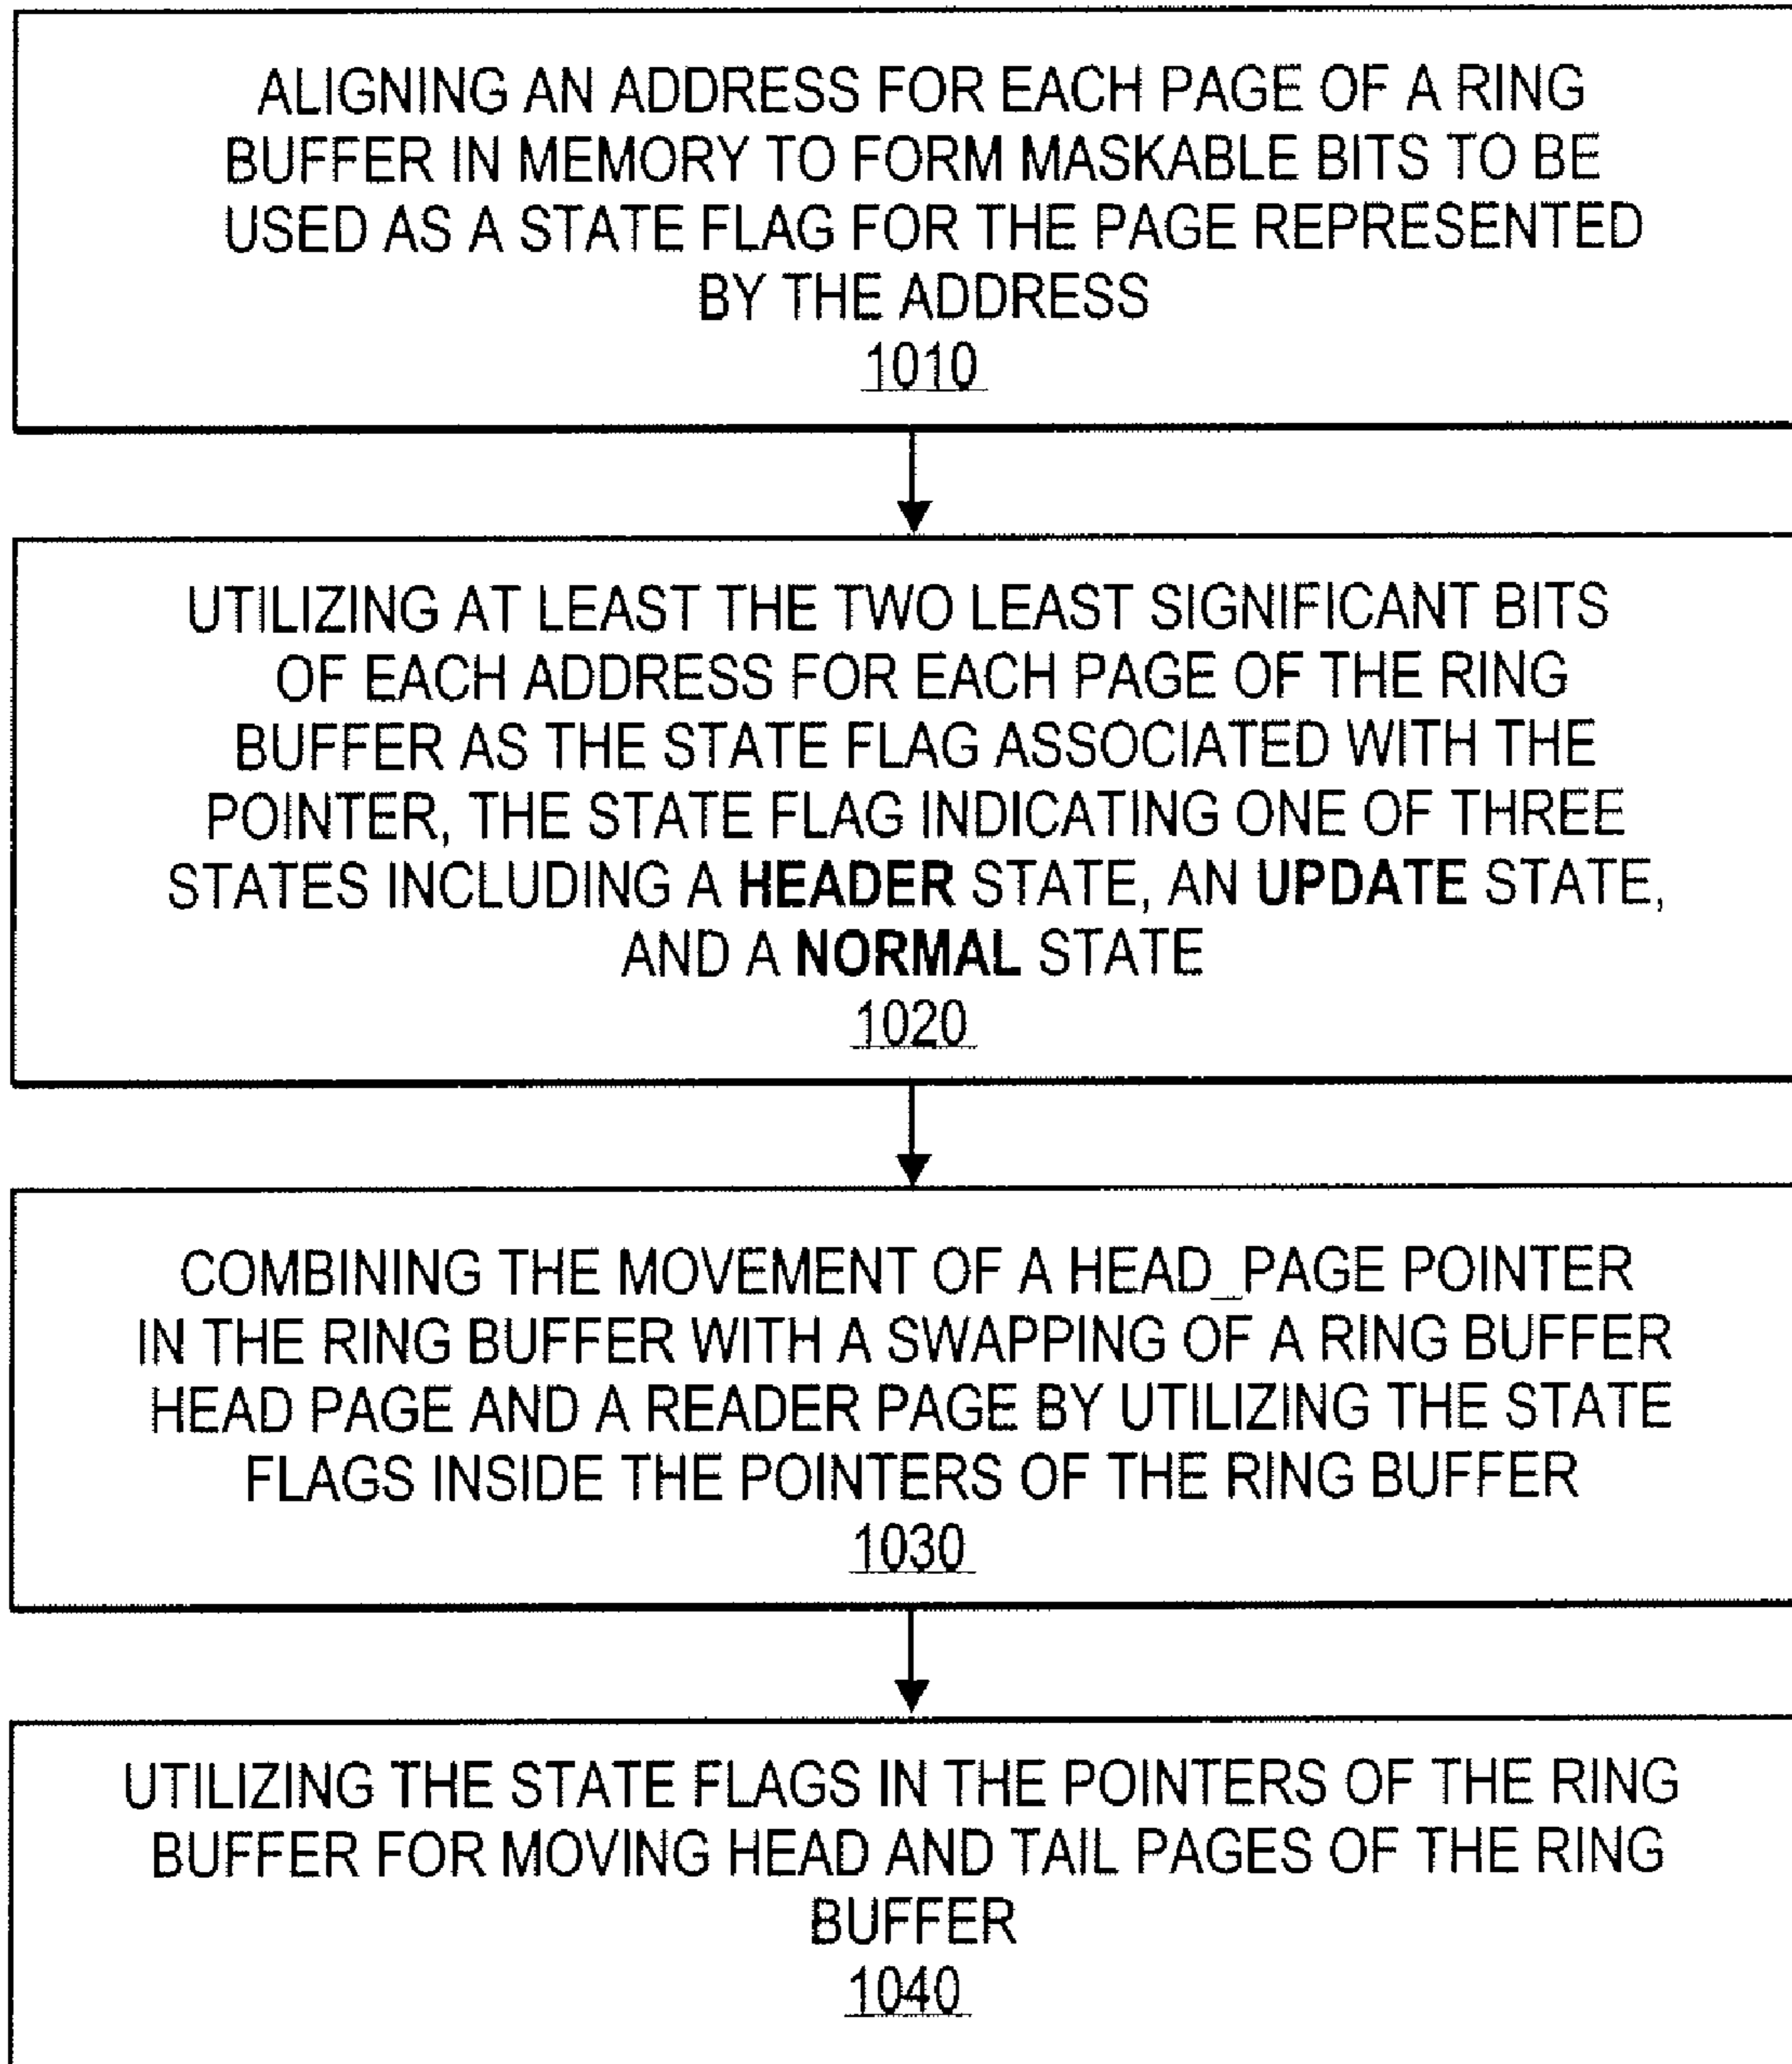 ALIGNING AN ADDRESS FOR EACH PAGE OF A RING
BUFFER IN MEMORY TO FORM MASKABLE BITS TO BE
USED AS A STATE FLAG FOR THE PAGE REPRESENTED
BY THE ADDRESS
1010
UTILIZING AT LEAST THE TWO LEAST SIGNIFICANT BITS
OF EACH ADDRESS FOR EACH PAGE OF THE RING
BUFFER AS THE STATE FLAG ASSOCIATED WITH THE
POINTER, THE STATE FLAG INDICATING ONE OF THREE
STATES INCLUDING A HEADER STATE, AN UPDATE STATE,
AND A NORMAL STATE
1020
COMBINING THE MOVEMENT OF A HEAD_PAGE POINTER
IN THE RING BUFFER WITH A SWAPPING OF A RING BUFFER
HEAD PAGE AND A READER PAGE BY UTILIZING THE STATE
FLAGS INSIDE THE POINTERS OF THE RING BUFFER
1030
UTILIZING THE STATE FLAGS IN THE POINTERS OF THE RING
BUFFER FOR MOVING HEAD AND TAIL PAGES OF THE RING
BUFFER
1040